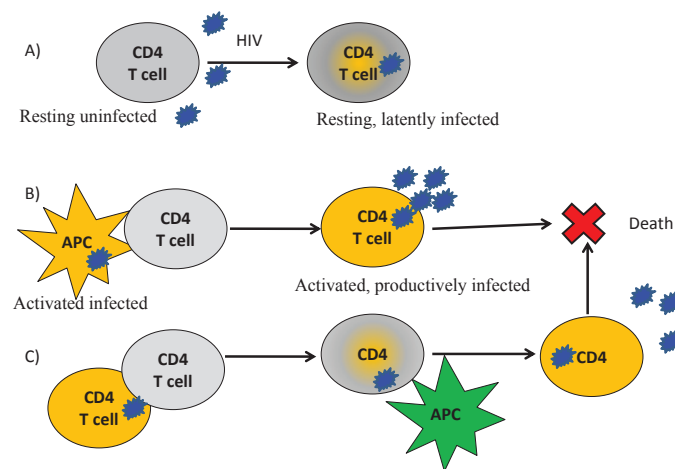 A)
CD4
T cell
HIV
CD4
T cell
Resting uninfected
Resting, latently infected
B)
APC
CD4
T cell
CD4
T cell
Death
Activated infected
Activated, productively infected
C)
CD4
T cell
CD4
T cell
CD4
APC
CD4